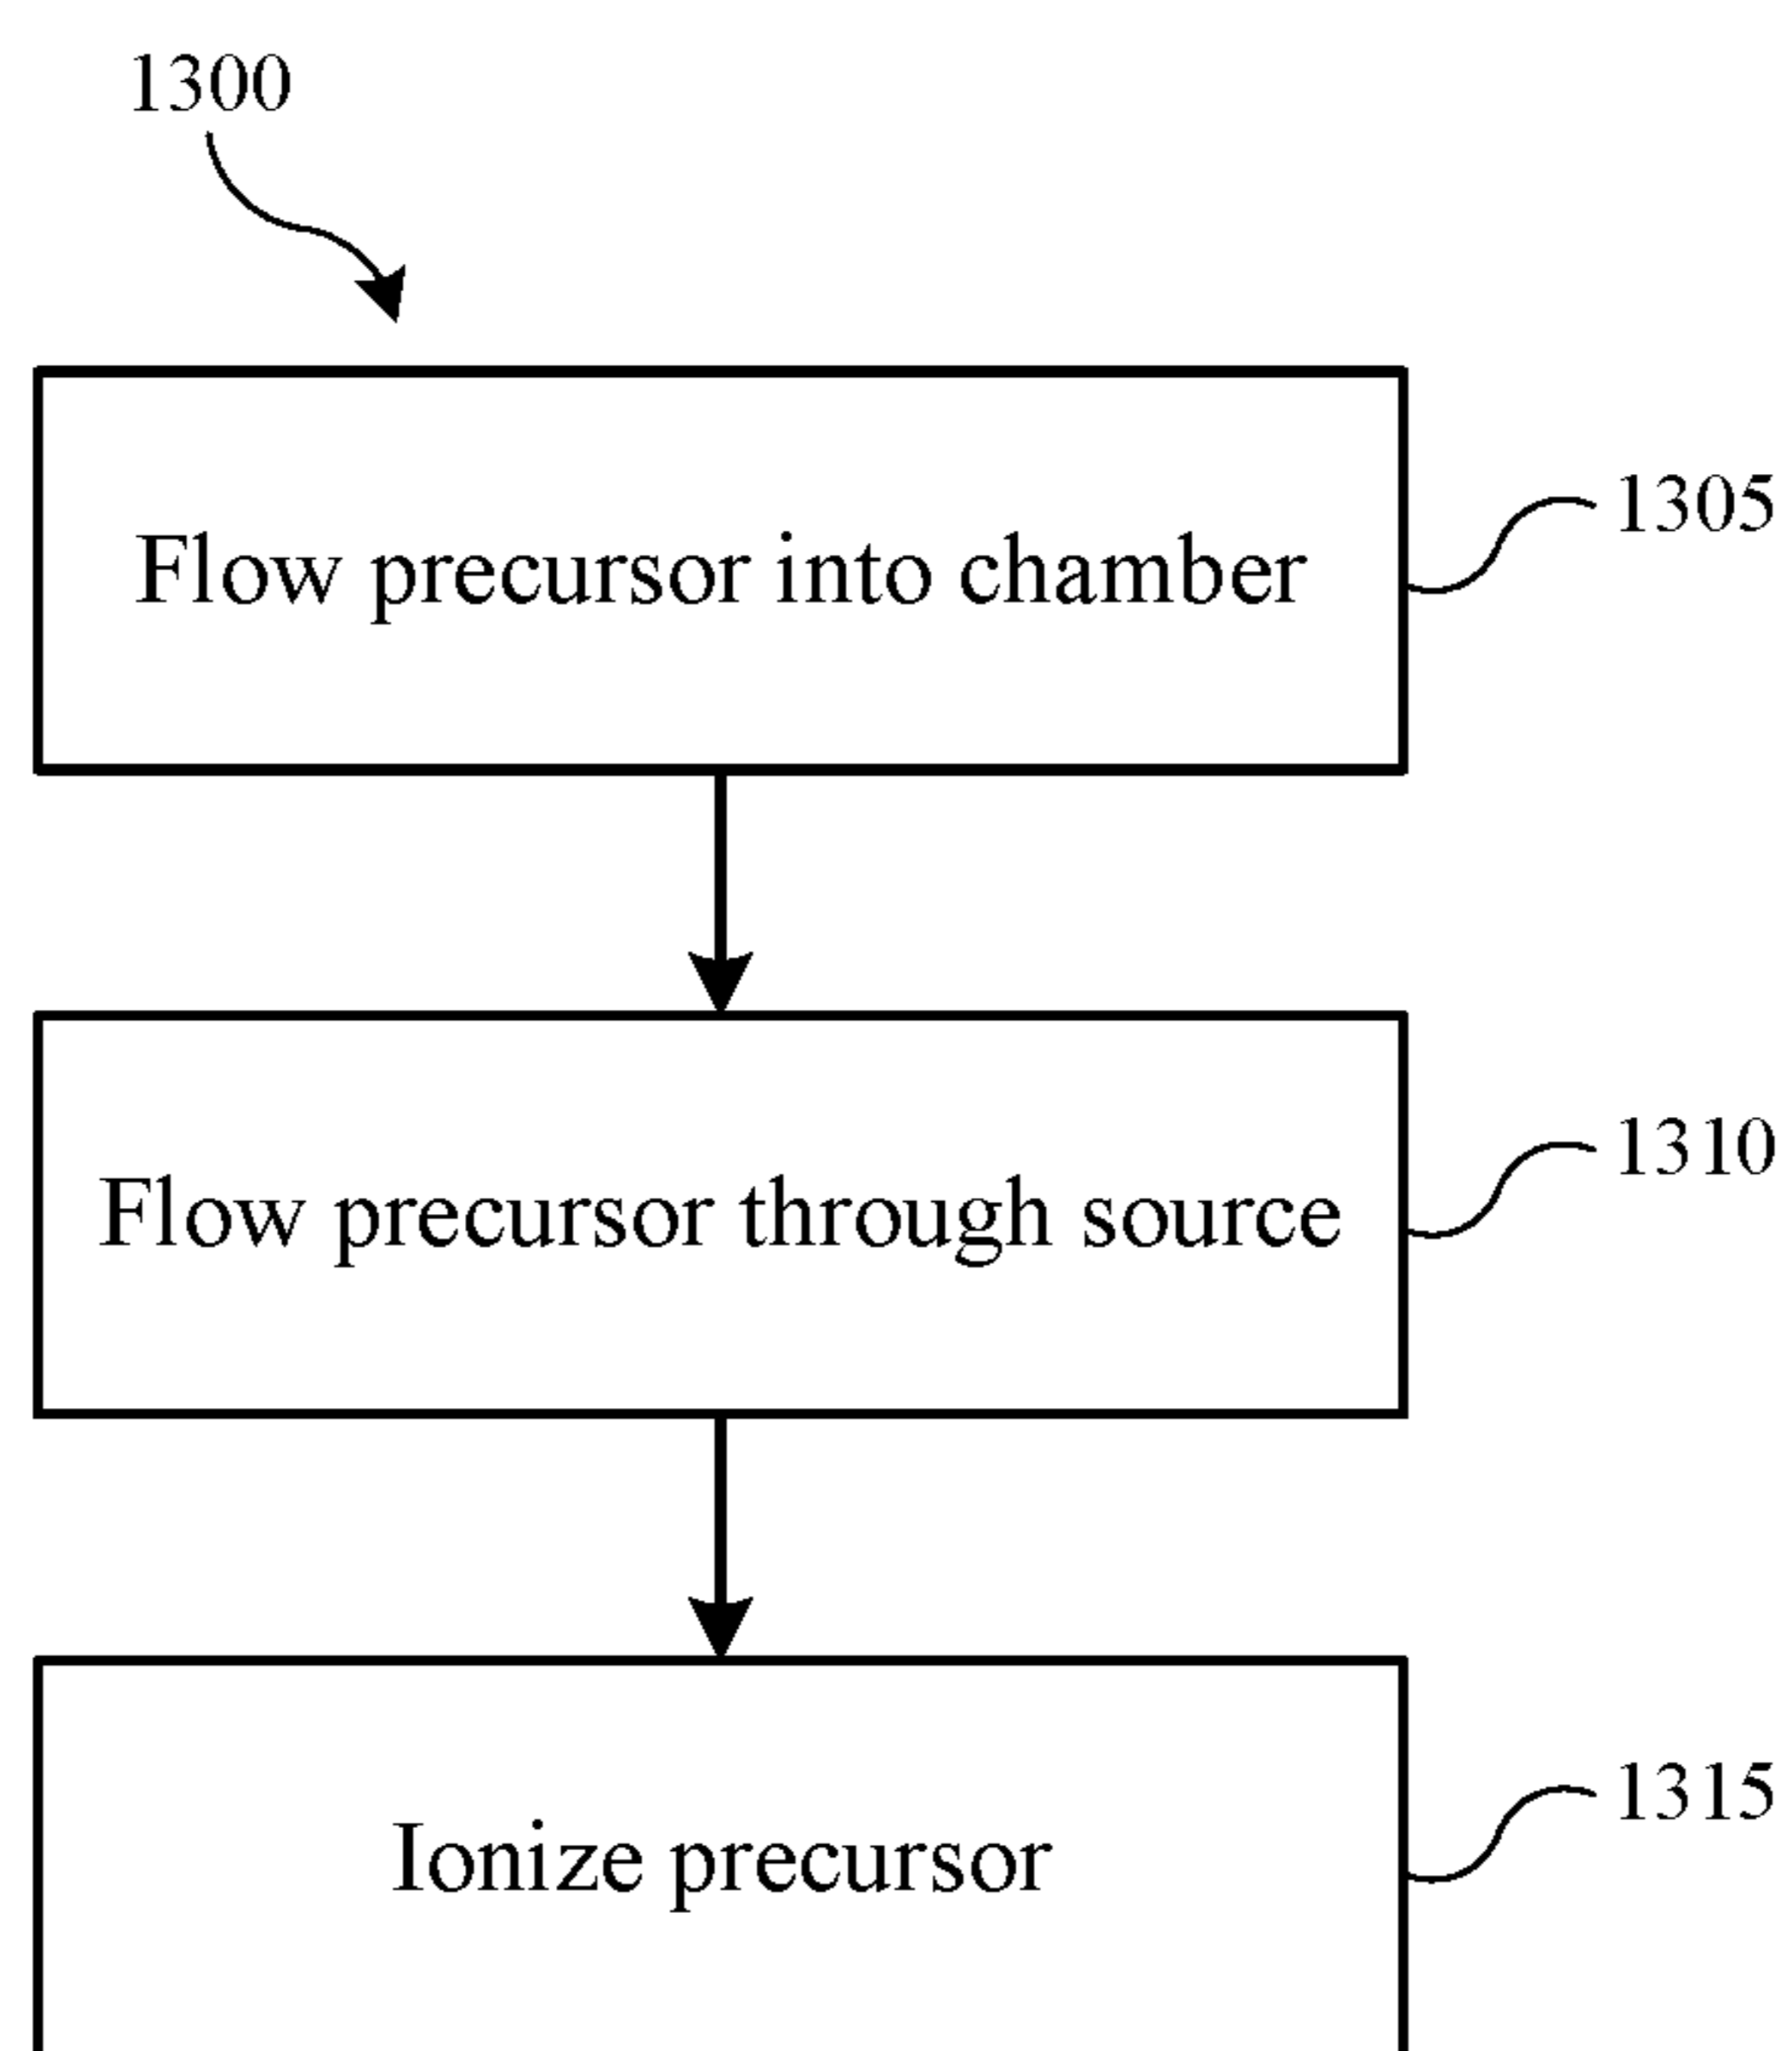 1300
Flow precursor into chamber
1305
Flow precursor through source
1310
Ionize precursor
1315